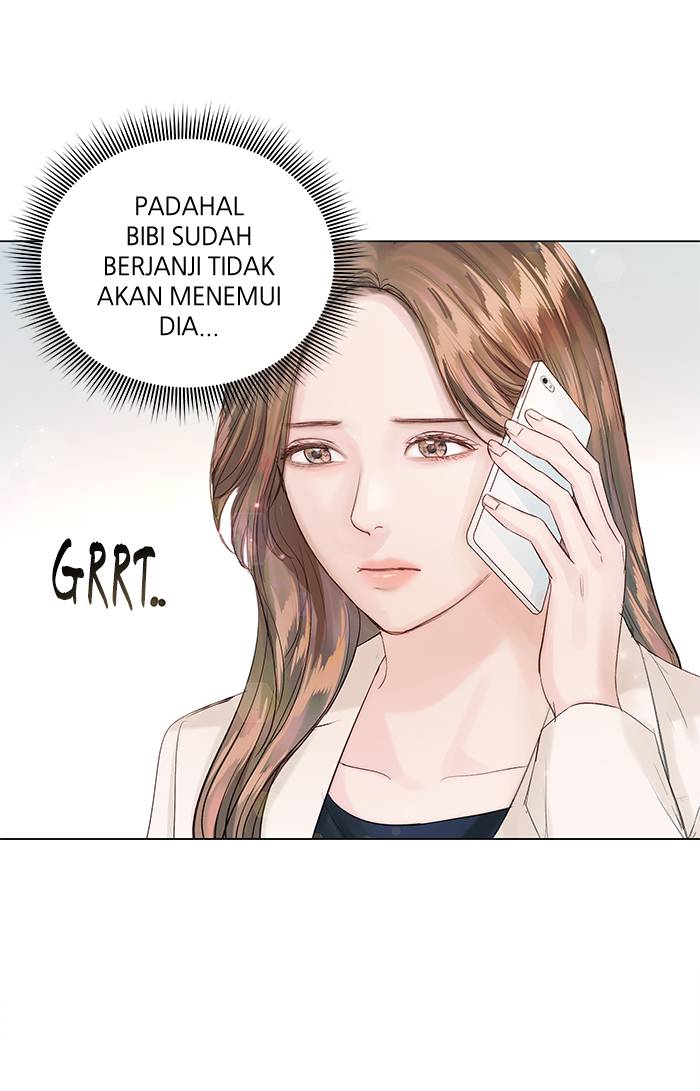 PADAHAL
BIBI SUDAH
BERJANJI TIDAK
AKAN MENEMUI
DIA...
GRRT..